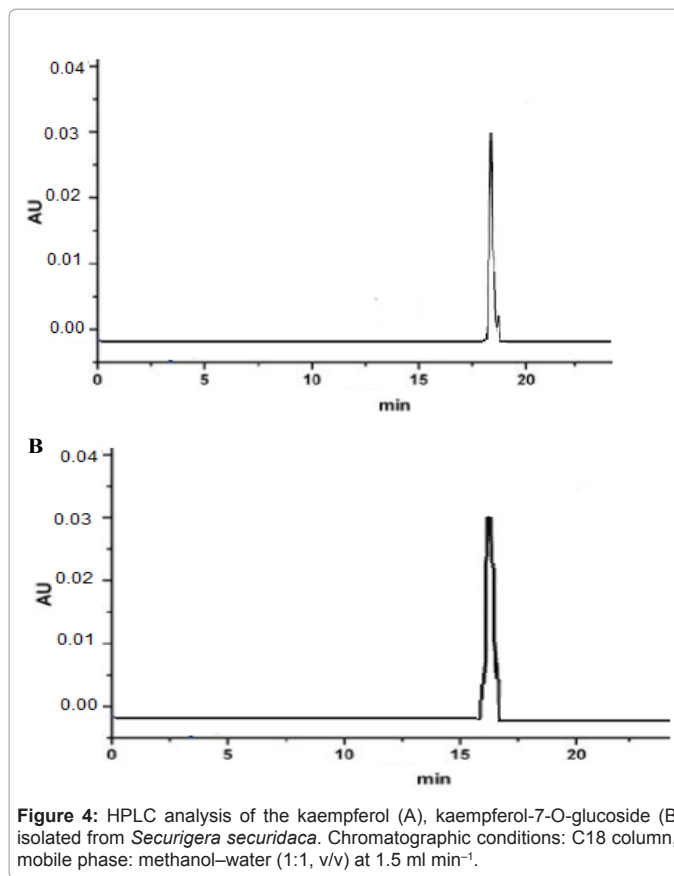 0.04
0.03
0.02
AU
0.01
0.00
0 5 10 15 20
min
B
0.04
0.03
0.02
AU
0.01
0.00
0 5 10 15 20
min
Figure 4: HPLC analysis of the kaempferol (A), kaempferol-7-O-glucoside (B
isolated from Securigera securidaca. Chromatographic conditions: C18 column,
mobile phase: methanol–water (1:1, v/v) at 1.5 ml min⁻¹.